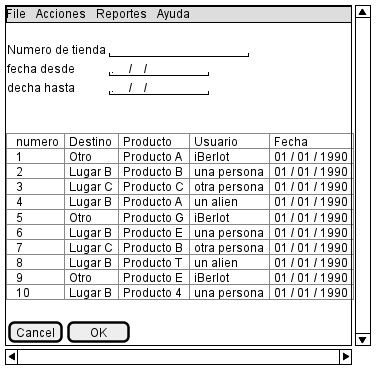 File Acciones Reportes Ayuda
Numero de tienda
fecha desde . / /
decha hasta . / /
numero Destino Producto Usuario Fecha
1 Otro Producto A iBerlot 01 / 01 / 1990
2 Lugar B Producto B una persona 01 / 01 / 1990
3 Lugar C Producto C otra persona 01 / 01 / 1990
4 Lugar B Producto A un alien 01 / 01 / 1990
5 Otro Producto G iBerlot 01 / 01 / 1990
6 Lugar B Producto E una persona 01 / 01 / 1990
7 Lugar C Producto B otra persona 01 / 01 / 1990
8 Lugar B Producto T un alien 01 / 01 / 1990
9 Otro Producto E iBerlot 01 / 01 / 1990
10 Lugar B Producto 4 una persona 01 / 01 / 1990
Cancel OK